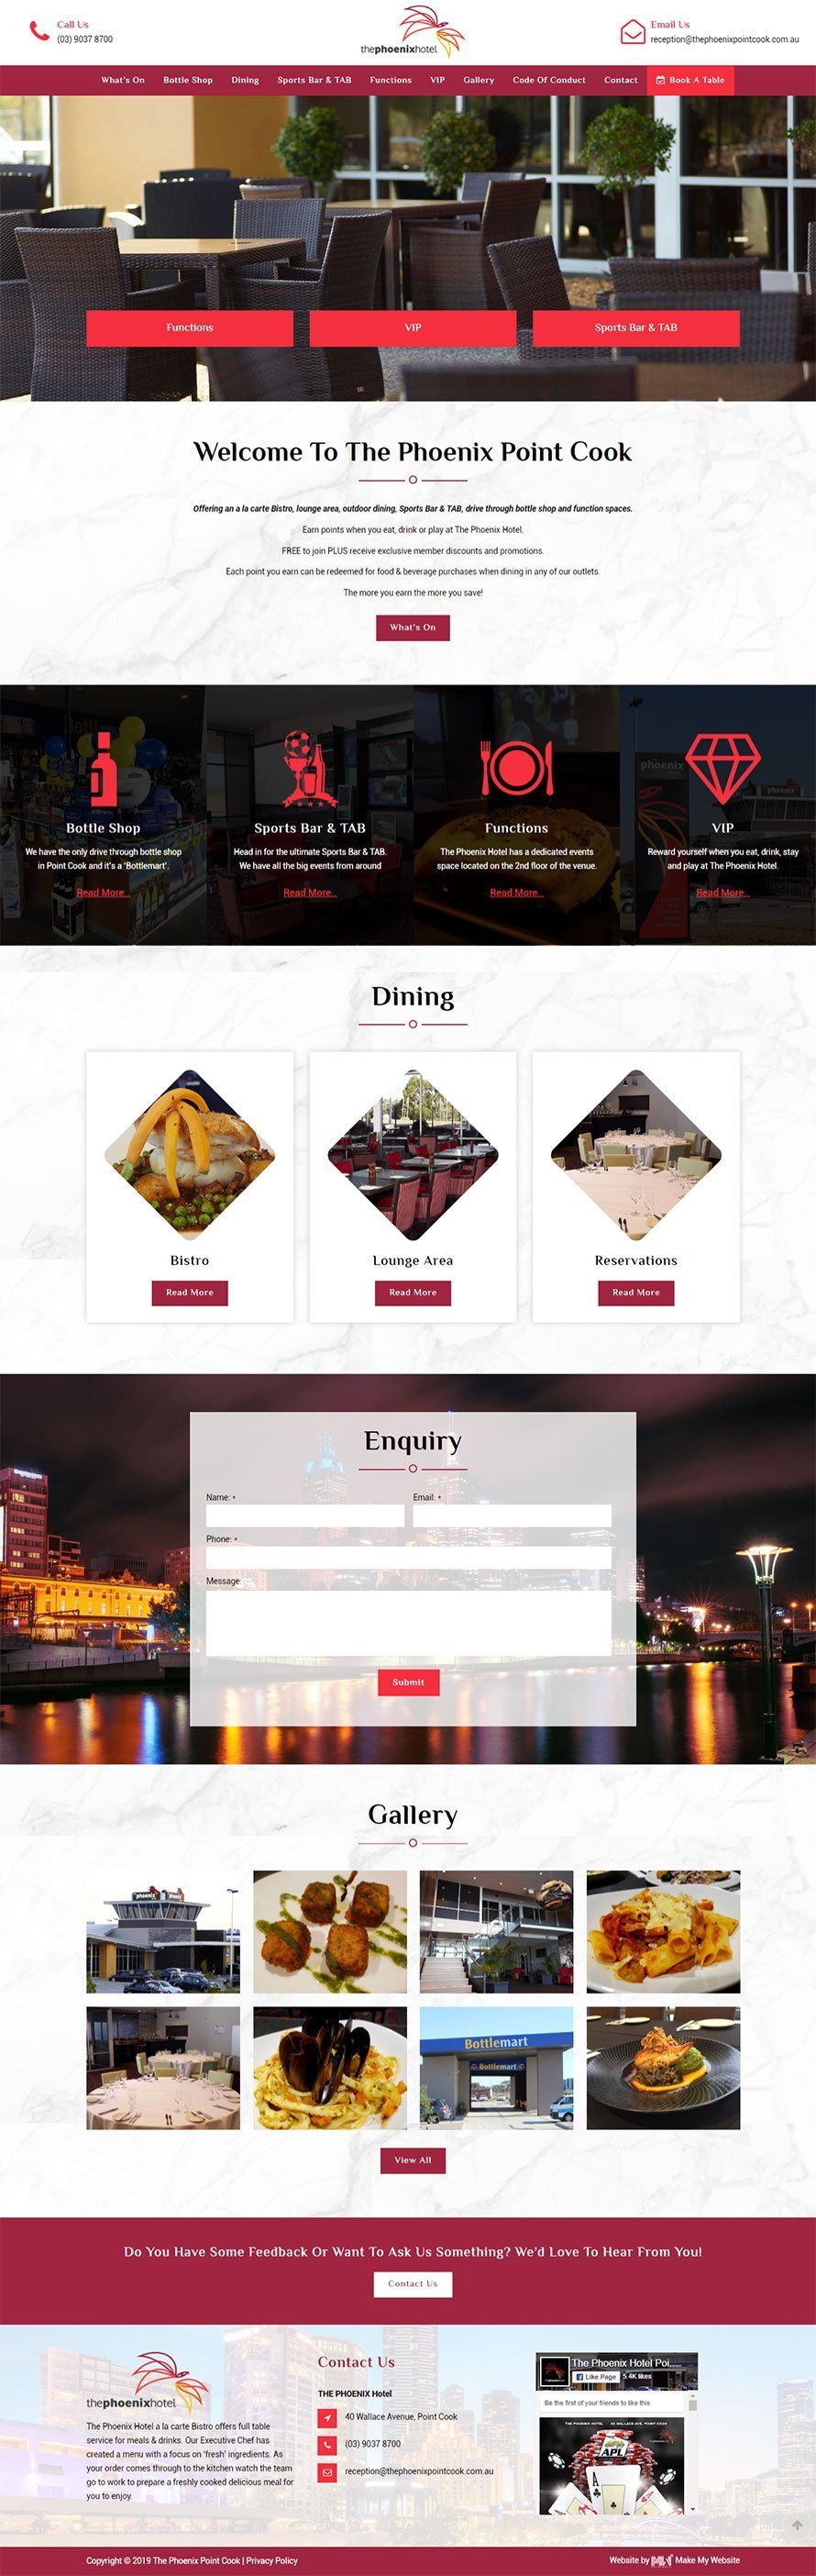 Call Us
(03) 9037 8700
thephoenixhotel
Email Us
reception@thephoenixpointcook.com.au
What's On Bottle Shop Dining Sports Bar & TAB Functions VIP Gallery Code Of Conduct Contact Book A Table
Functions VIP Sports Bar & TAB
Welcome To The Phoenix Point Cook
Offering an a la carte Bistro, lounge area, outdoor dining, Sports Bar & TAB, drive through bottle shop and function spaces.
Earn points when you eat, drink or play at The Phoenix Hotel.
FREE to join PLUS receive exclusive member discounts and promotions.
Each point you earn can be redeemed for food & beverage purchases when dining in any of our outlets.
The more you earn the more you save!
What's On
Bottle Shop
We have the only drive through bottle shop
in Point Cook and it's a 'Bottlemart'.
Read More...
Sports Bar & TAB
Head in for the ultimate Sports Bar & TAB.
We have all the big events from around
Read More...
Functions
The Phoenix Hotel has a dedicated events
space located on the 2nd floor of the venue.
Read More...
phoenix
VIP
Reward yourself when you eat, drink, stay
and play at The Phoenix Hotel.
Read More...
Dining
Bistro
Read More
Lounge Area
Read More
Reservations
Read More
Enquiry
Name: * Email: *
Phone: *
Message:
Submit
Gallery
phoenix
Bottlemart
Bottlemart
View All
Do You Have Some Feedback Or Want To Ask Us Something? We'd Love To Hear From You!
Contact Us
thephoenixhotel
The Phoenix Hotel a la carte Bistro offers full table
service for meals & drinks. Our Executive Chef has
created a menu with a focus on 'fresh' ingredients. As
your order comes through to the kitchen watch the team
go to work to prepare a freshly cooked delicious meal for
you to enjoy.
Contact Us
THE PHOENIX Hotel
40 Wallace Avenue, Point Cook
(03) 9037 8700
reception@thephoenixpointcook.com.au
The Phoenix Hotel Poi...
Like Page 5.4K likes
Be the first of your friends to like this
THE PHOENIX HOTEL 40 WALLACE AVE, POINT COOK
APL
A
Copyright © 2019 The Phoenix Point Cook | Privacy Policy
Website by Make My Website